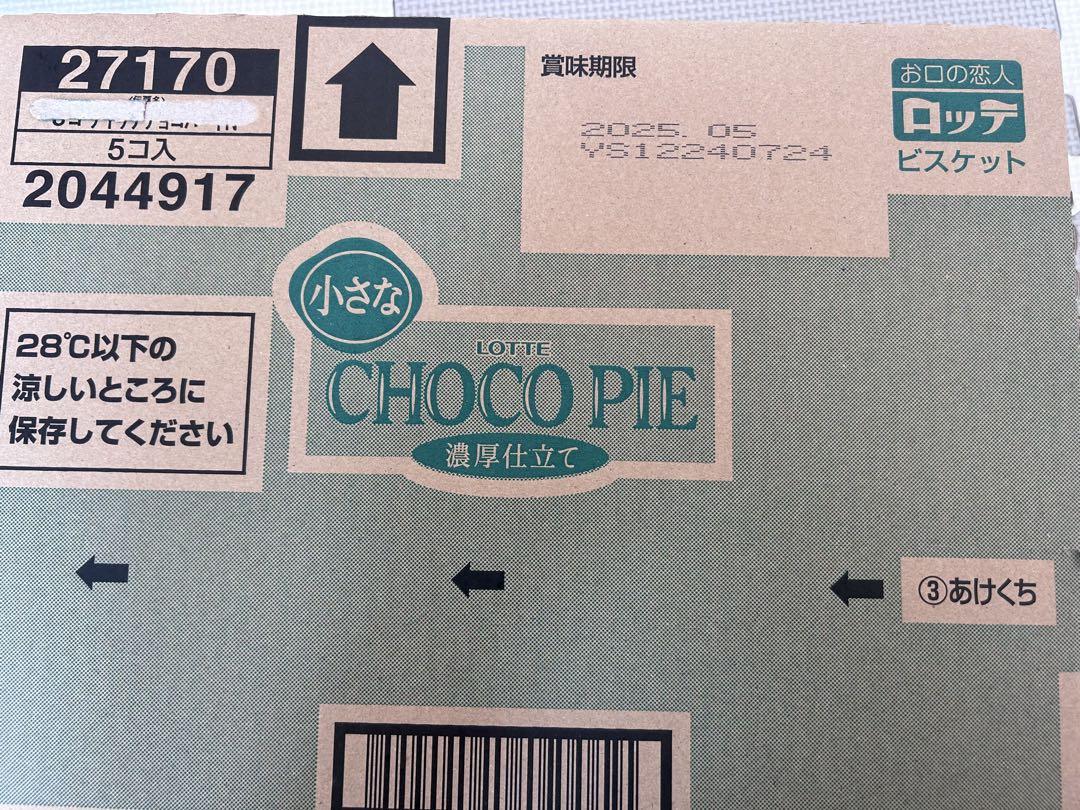 27170
5コ入
2044917
賞味期限
2025. 05
YS12240724
お口の恋人
ロッテ
ビスケット
小さな
LOTTE
CHOCO PIE
濃厚仕立て
28℃以下の
涼しいところに
保存してください
③あけくち